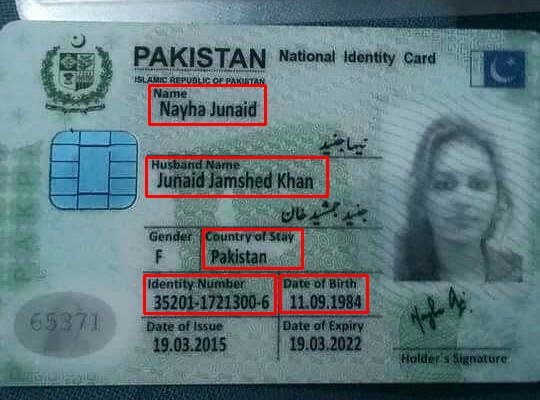 PAKISTAN National Identity Card
ISLAMIC REPUBLIC OF PAKISTAN
Name
Nayha Junaid
نیہا جنید
Husband Name
Junaid Jamshed Khan
جنید جمشید خان
Gender Country of Stay
F Pakistan
Identity Number Date of Birth
35201-1721300-6 11.09.1984
65371
Date of Issue Date of Expiry
19.03.2015 19.03.2022
Holder's Signature